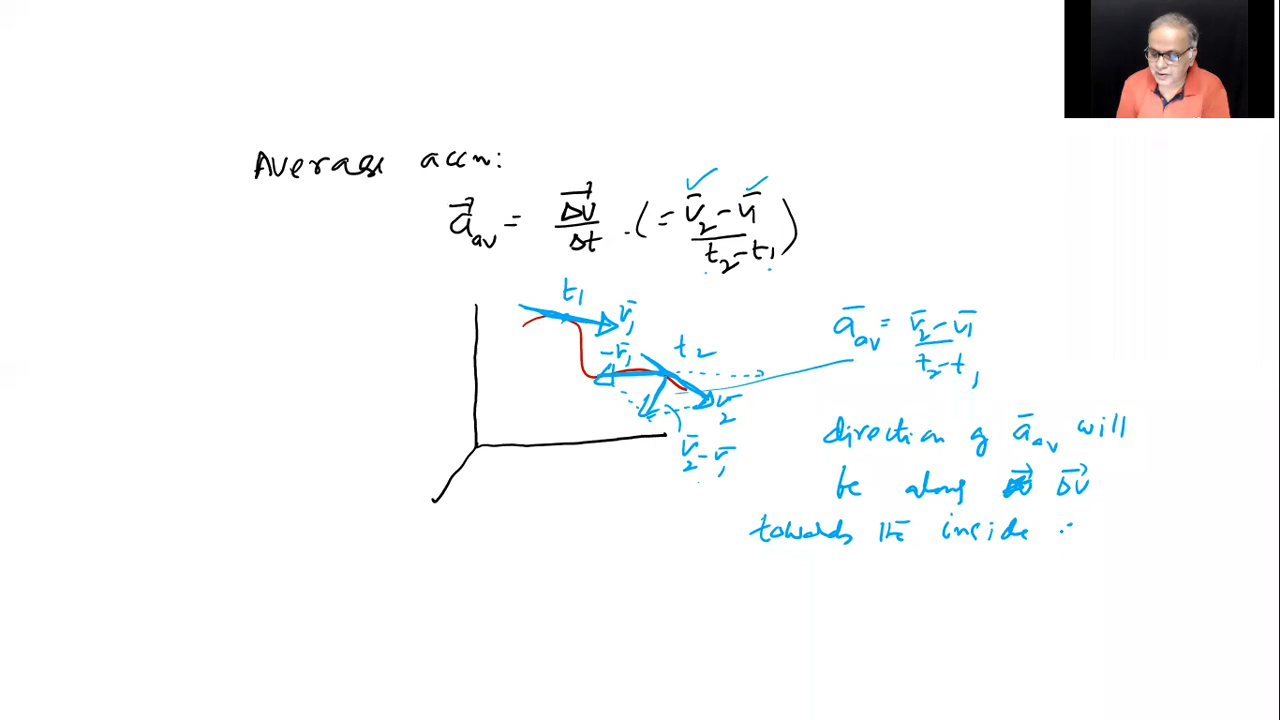 Average accn:
a⃗av = Δv⃗/Δt . (= v̄2 - v̄1 / t2 - t1)
t1
v̄1
-v̄1
t2
v̄2
v̄2 - v̄1
āav = v̄2 - v̄1 / t2 - t1
direction of āav will
be along Δv⃗
towards the inside